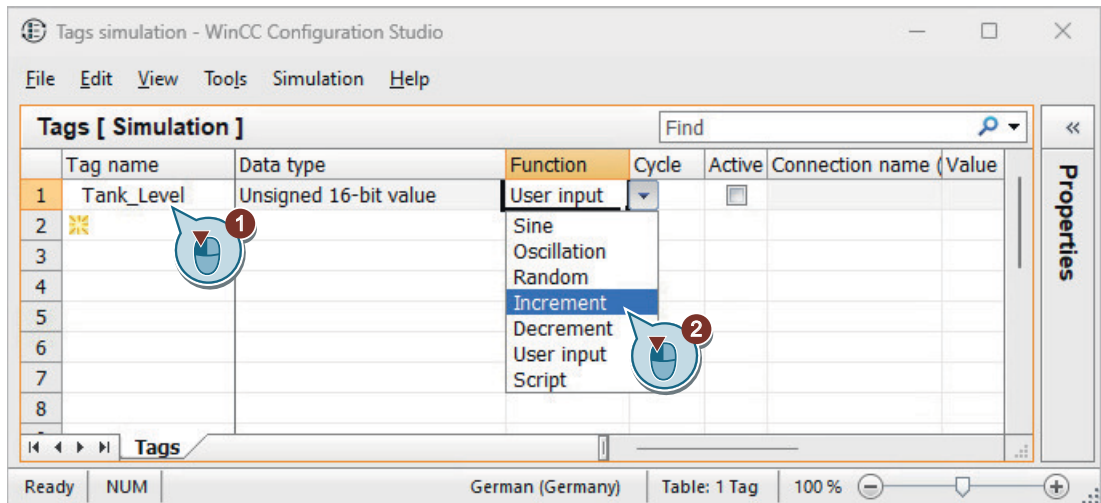 Tags simulation - WinCC Configuration Studio
File Edit View Tools Simulation Help
Tags [ Simulation ]
Find
Tag name Data type Function Cycle Active Connection name ( Value
1 Tank_Level Unsigned 16-bit value User input
1
2
Sine
3
Oscillation
4
Random
5
Increment
2
6
Decrement
7
User input
8
Script
Tags
Properties
Ready NUM German (Germany) Table: 1 Tag 100 %